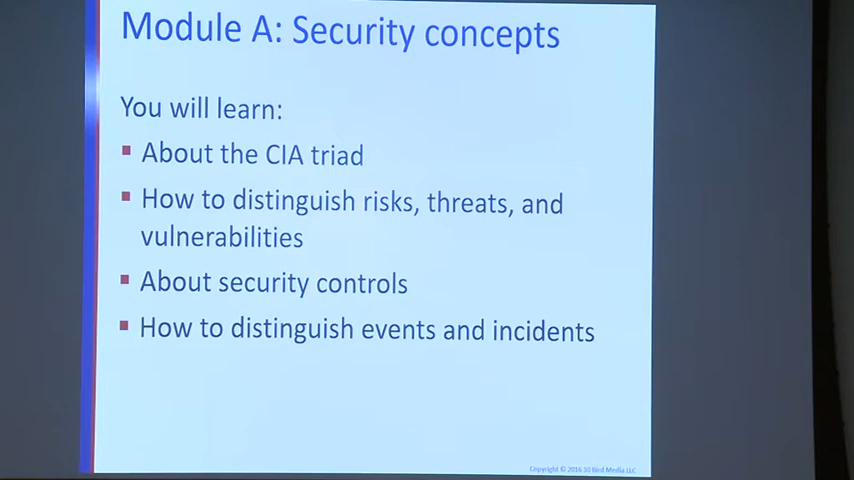 Module A: Security concepts
You will learn:
About the CIA triad
How to distinguish risks, threats, and
vulnerabilities
About security controls
How to distinguish events and incidents
Copyright © 2016 30 Bird Media LLC